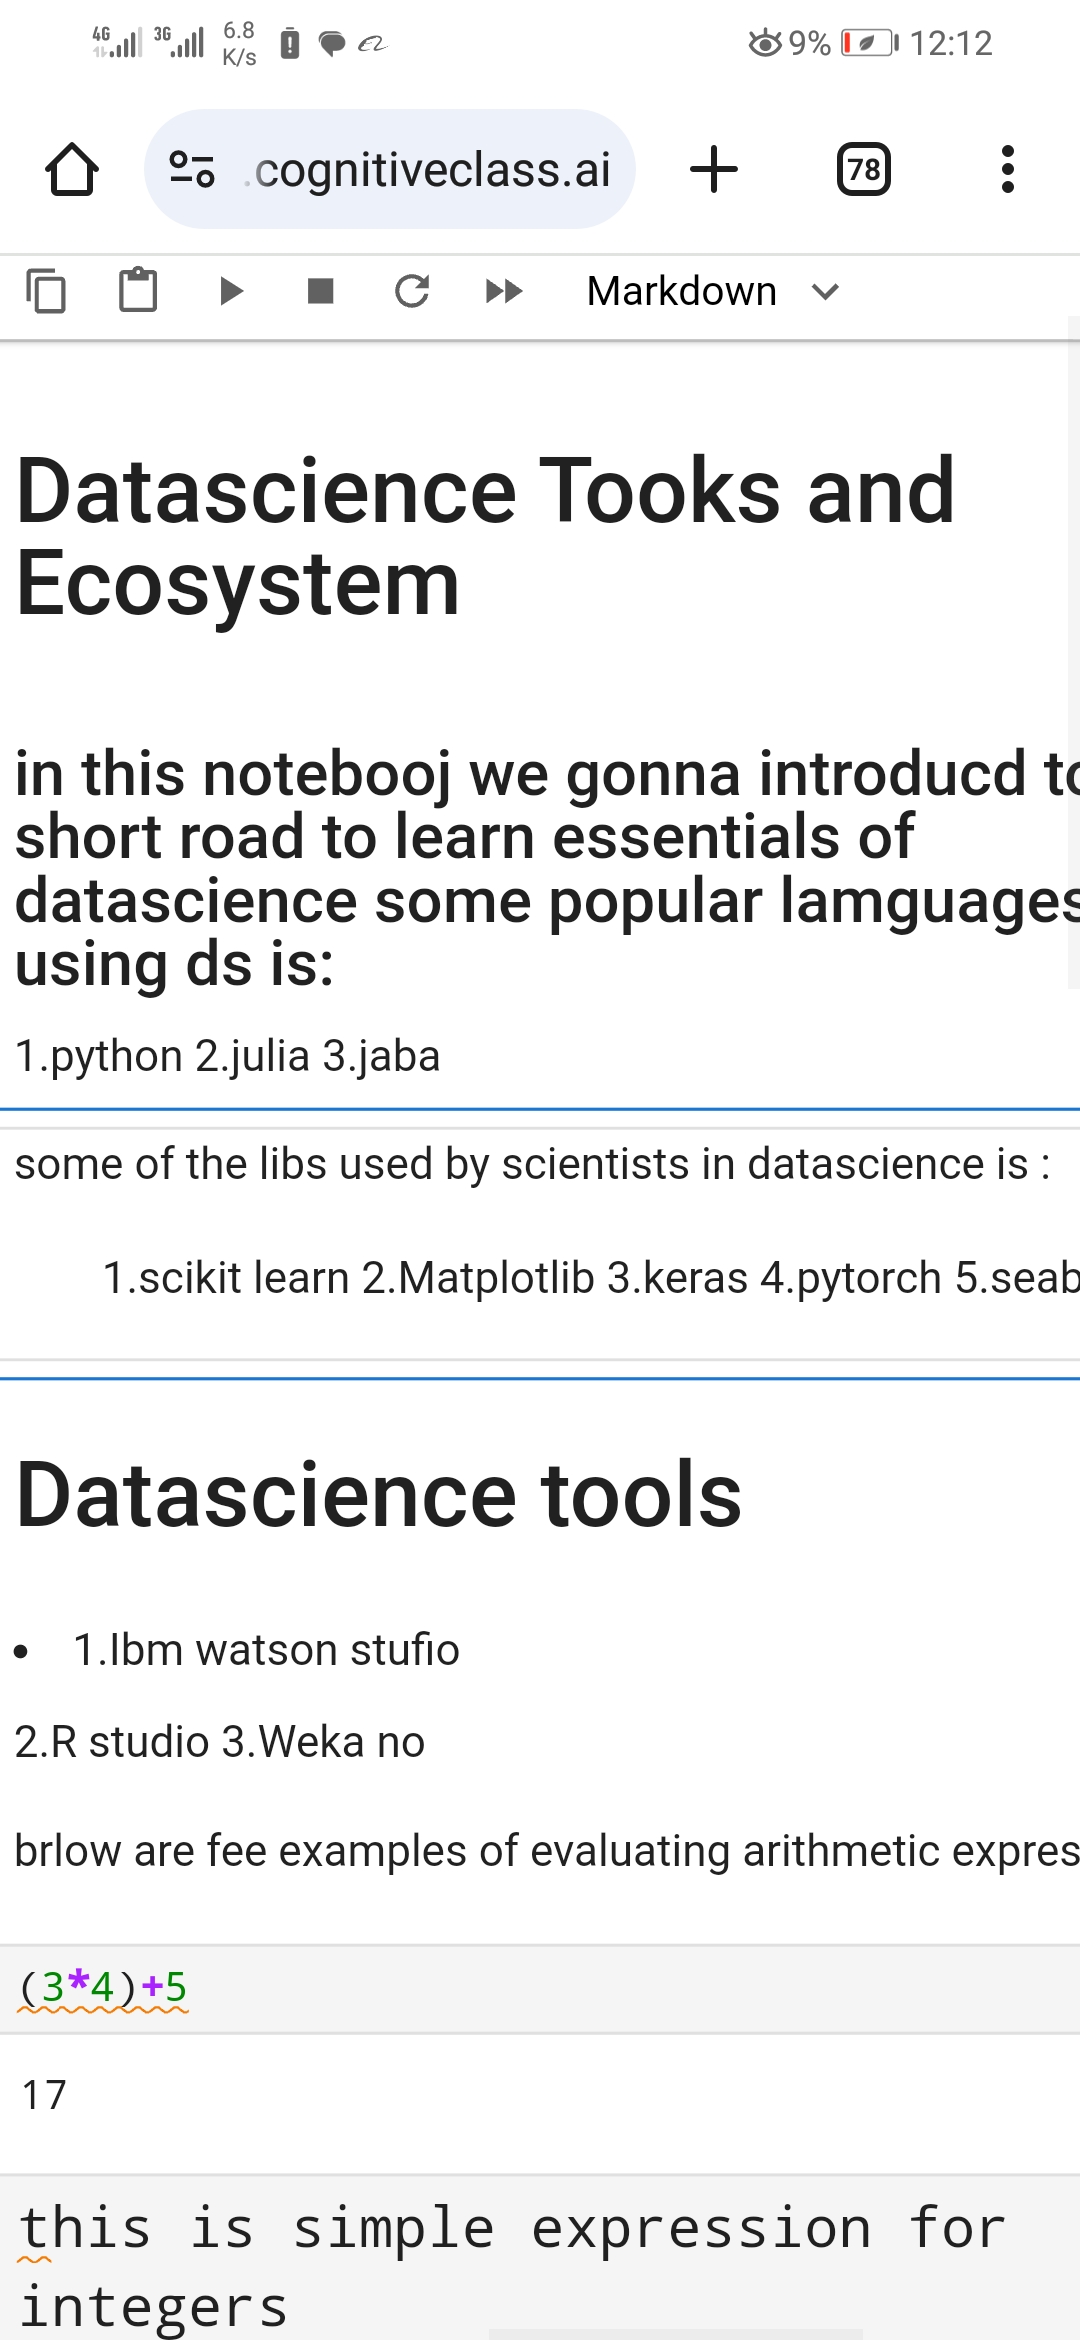 4G 3G 6.8 K/s 9% 12:12
.cognitiveclass.ai 78
Markdown
Datascience Tooks and
Ecosystem
in this notebooj we gonna introducd to
short road to learn essentials of
datascience some popular lamguages
using ds is:
1.python 2.julia 3.jaba
some of the libs used by scientists in datascience is :
1.scikit learn 2.Matplotlib 3.keras 4.pytorch 5.seab
Datascience tools
• 1.Ibm watson stufio
2.R studio 3.Weka no
brlow are fee examples of evaluating arithmetic expres
(3*4)+5
17
this is simple expression for
integers